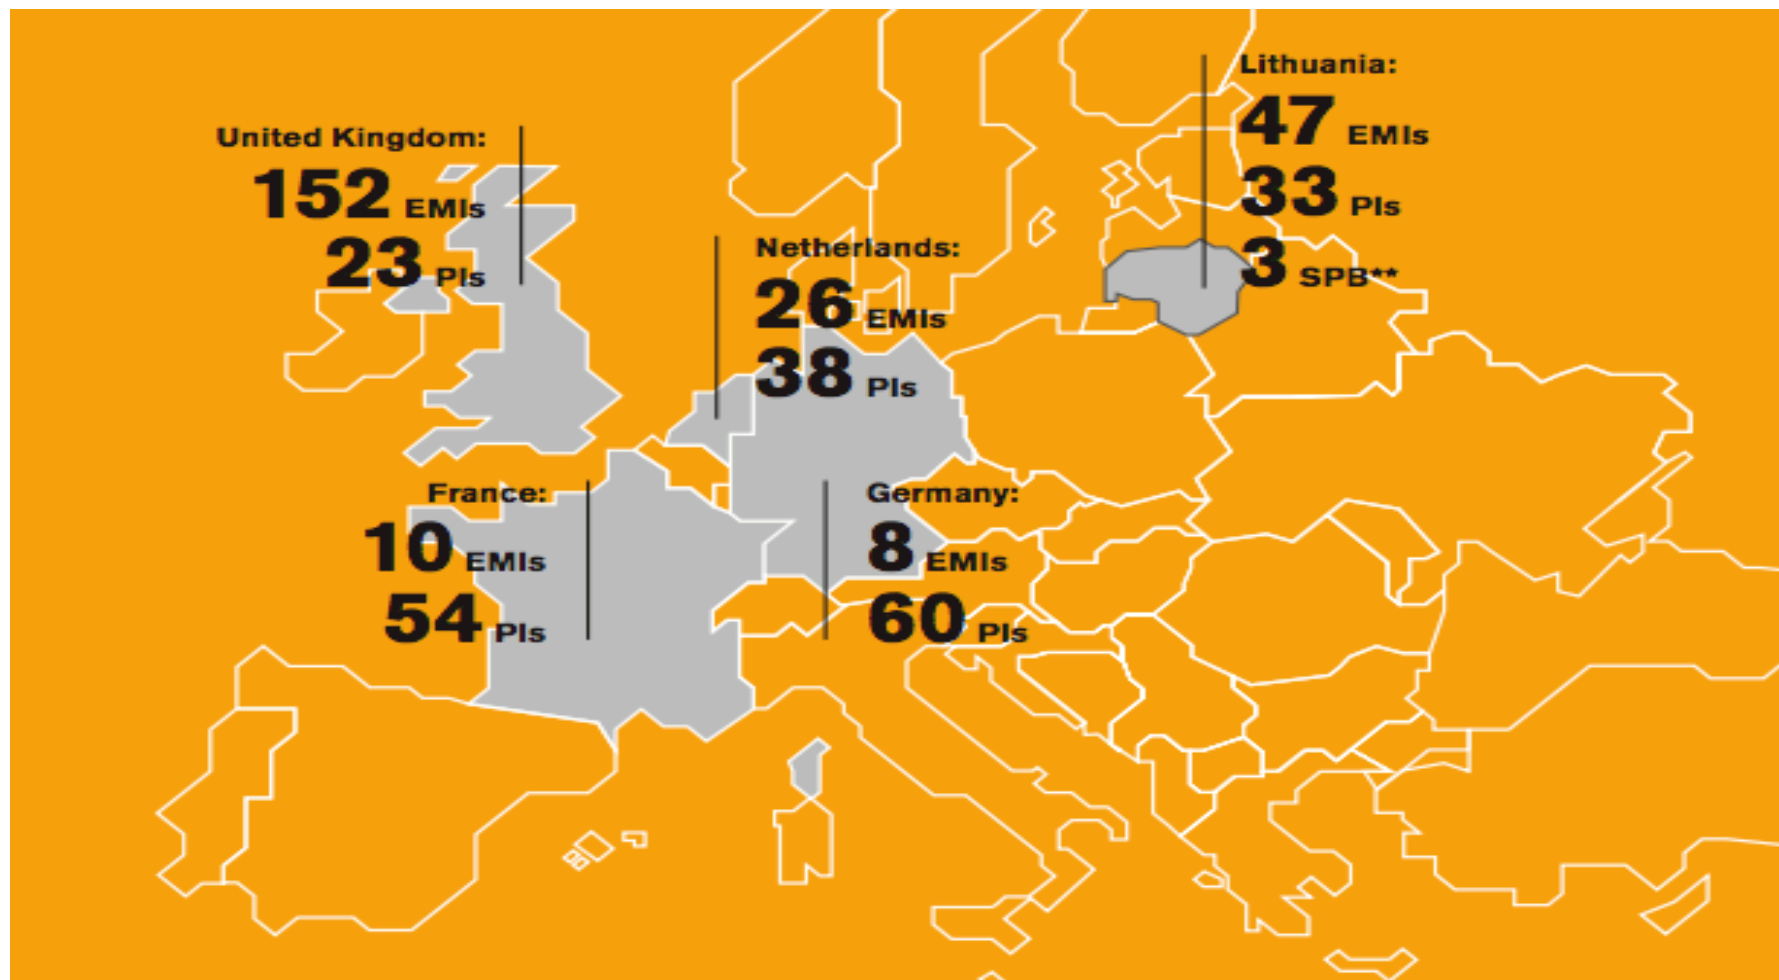 United Kingdom:
152 EMIs
23 PIs
Lithuania:
47 EMIs
33 PIs
3 SPB**
Netherlands:
26 EMIs
38 PIs
France:
10 EMIs
54 PIs
Germany:
8 EMIs
60 PIs